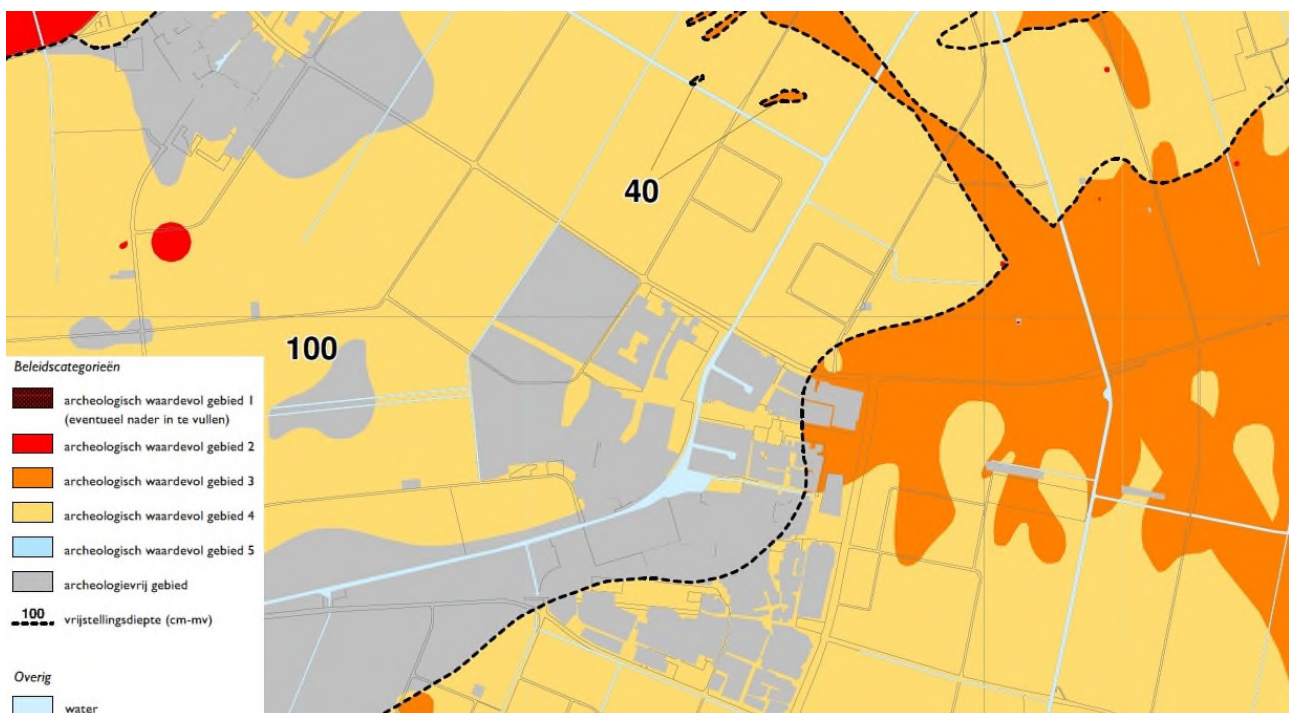 40
100
Beleidscategorieën
archeologisch waardevol gebied 1
(eventueel nader in te vullen)
archeologisch waardevol gebied 2
archeologisch waardevol gebied 3
archeologisch waardevol gebied 4
archeologisch waardevol gebied 5
archeologievrij gebied
100 vrijstellingsdiepte (cm-mv)
Overig
water